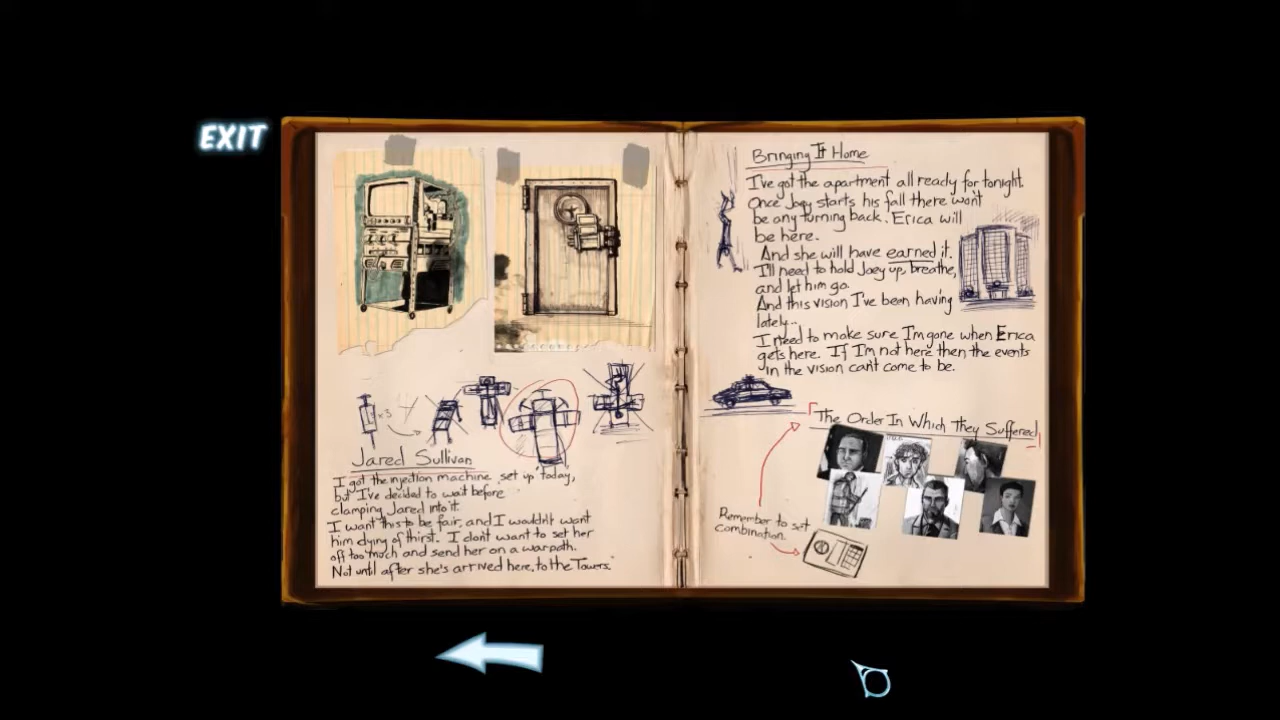 EXIT
x3
Jared Sullivan
I got the injection machine set up today,
but I've decided to wait before
clamping Jared into it.
I want this to be fair, and I wouldn't want
him dying of thirst. I dont want to set her
off too much and send her on a warpath.
Not until after she's arrived here, to the Towers.
Bringing It Home
I've got the apartment all ready for tonight.
Once Joey starts his fall there won't
be any turning back. Erica will
be here.
And she will have earned it.
I'll need to hold Joey up, breathe,
and let him go.
And this vision I've been having
lately...
I need to make sure I'm gone when Erica
gets here. If I'm not here then the events
in the vision can't come to be.
The Order In Which They Suffered
Remember to set
combination.